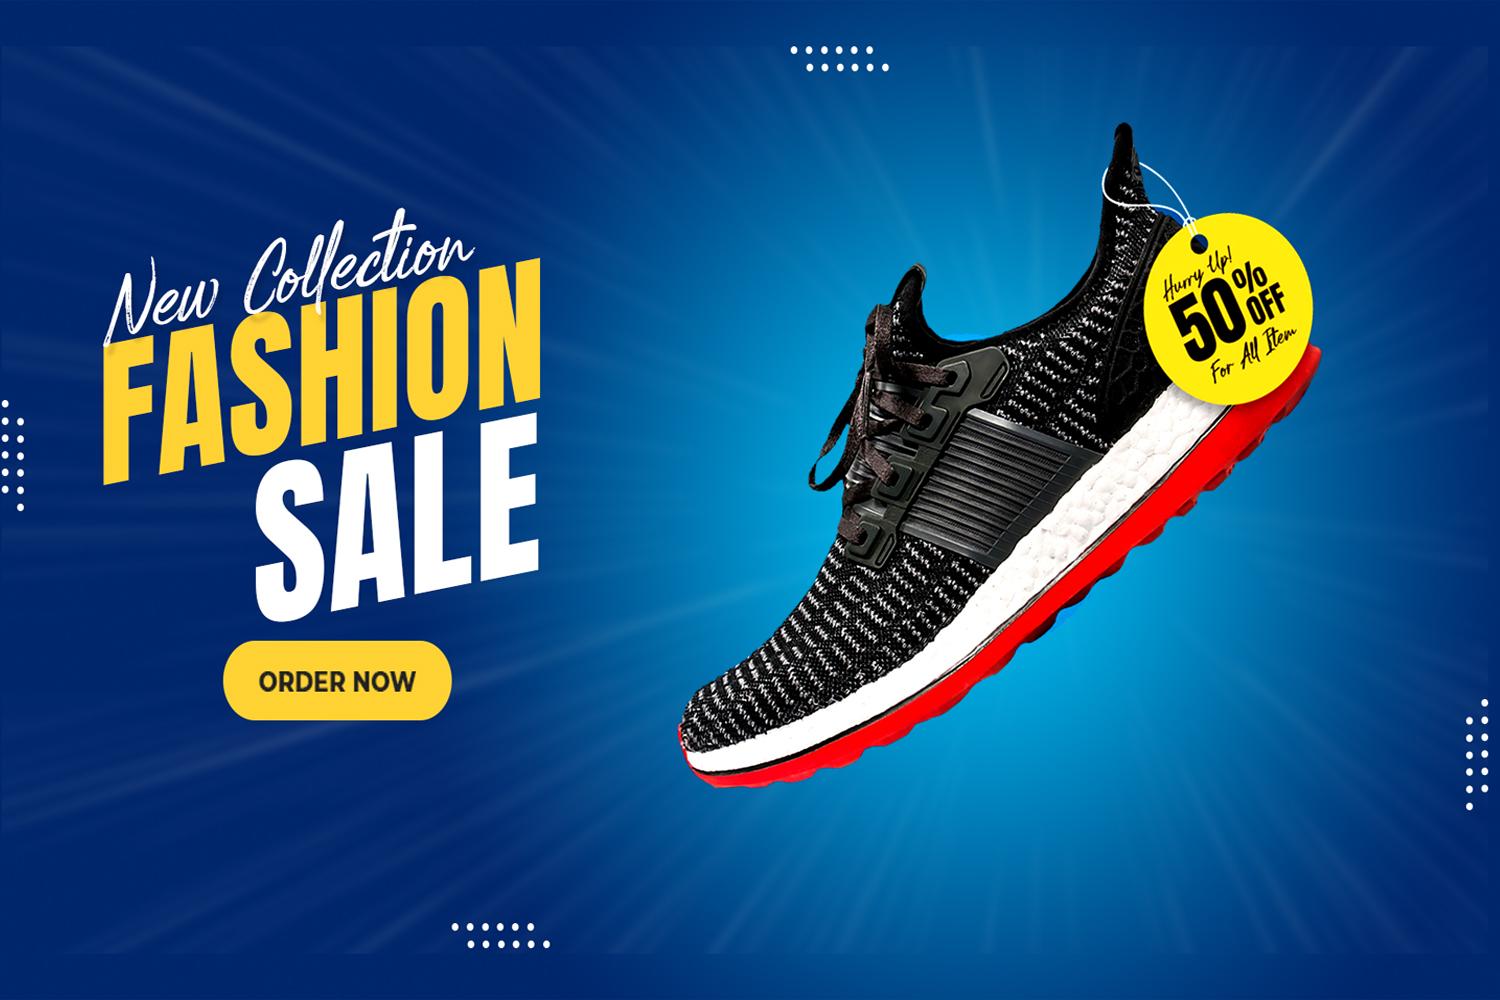 New Collection
FASHION
SALE
ORDER NOW
Hurry Up!
50% OFF
For All Item